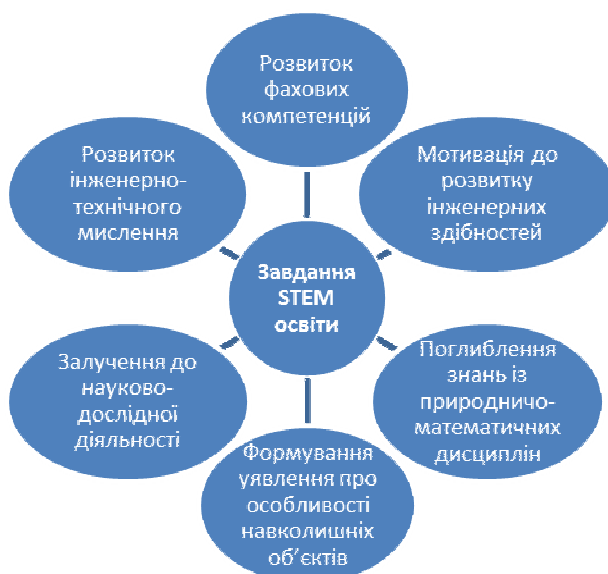 Розвиток
фахових
компетенцій
Розвиток
інженерно-
технічного
мислення
Мотивація до
розвитку
інженерних
здібностей
Завдання
STEM
освіти
Залучення до
науково-
дослідної
діяльності
Поглиблення
знань із
природничо-
математичних
дисциплін
Формування
уявлення про
особливості
навколишніх
об’єктів